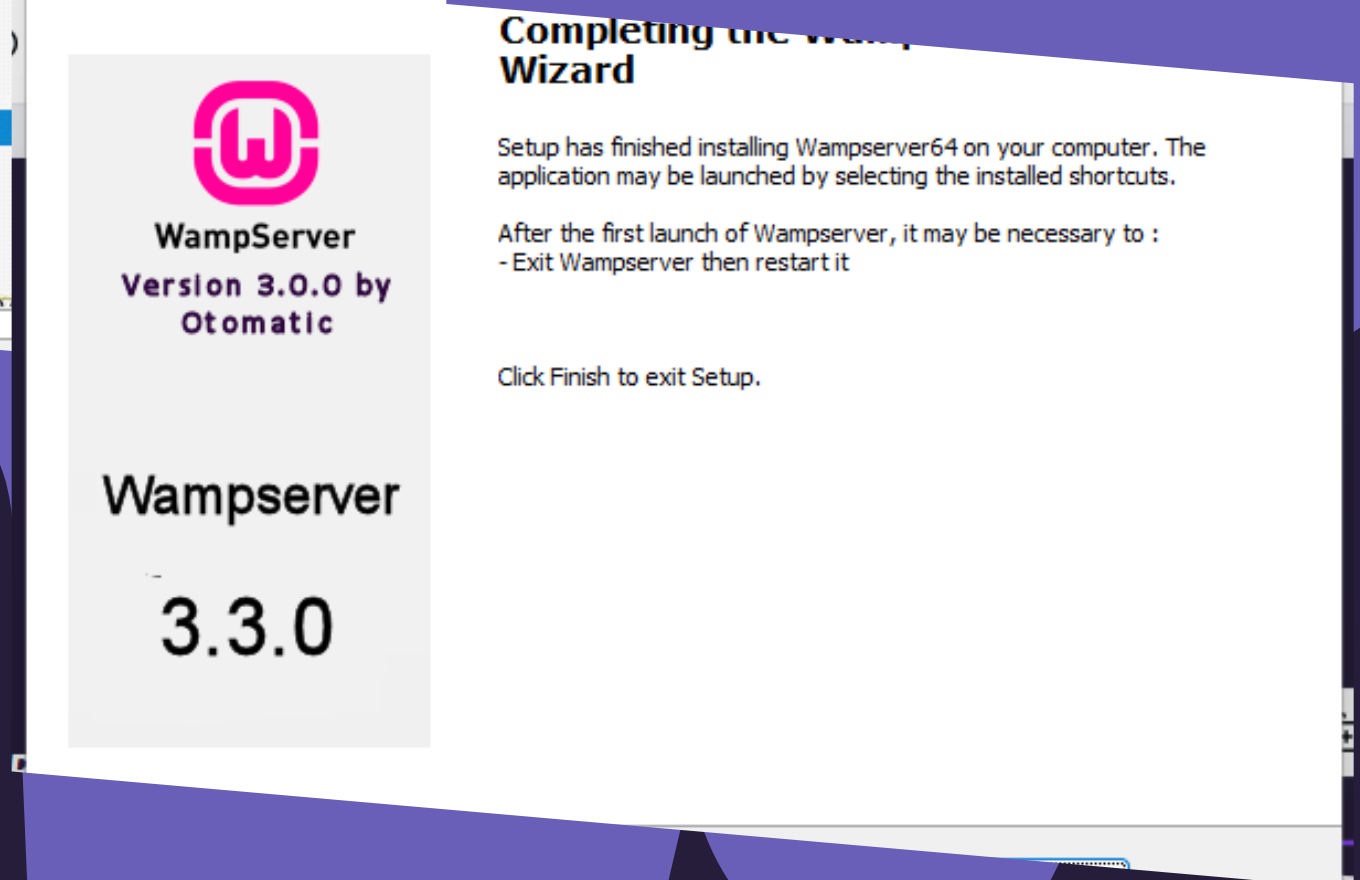 Completing the
Wizard
WampServer
Version 3.0.0 by
Otomatic
Wampserver
3.3.0
Setup has finished installing Wampserver64 on your computer. The
application may be launched by selecting the installed shortcuts.
After the first launch of Wampserver, it may be necessary to :
- Exit Wampserver then restart it
Click Finish to exit Setup.